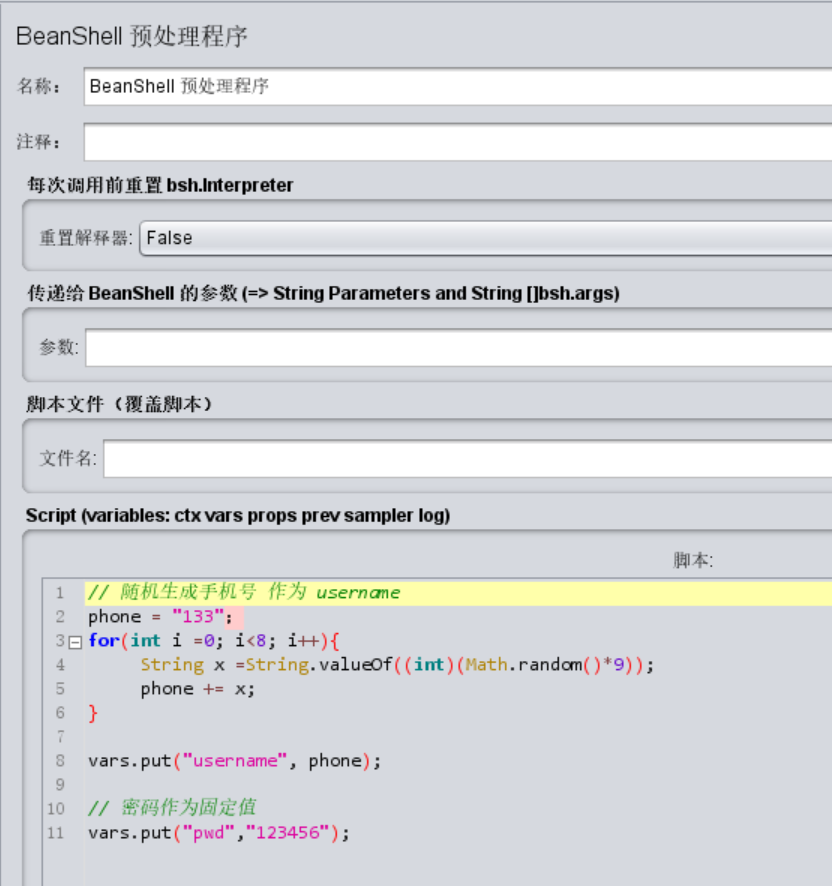 BeanShell 预处理程序
名称： BeanShell 预处理程序
注释：
每次调用前重置 bsh.Interpreter
重置解释器: False
传递给 BeanShell 的参数 (=> String Parameters and String []bsh.args)
参数:
脚本文件（覆盖脚本）
文件名:
Script (variables: ctx vars props prev sampler log)
脚本:
1 // 随机生成手机号 作为 username
2 phone = "133";
3 for(int i =0; i<8; i++){
4 String x =String.valueOf((int)(Math.random()*9));
5 phone += x;
6 }
7
8 vars.put("username", phone);
9
10 // 密码作为固定值
11 vars.put("pwd","123456");